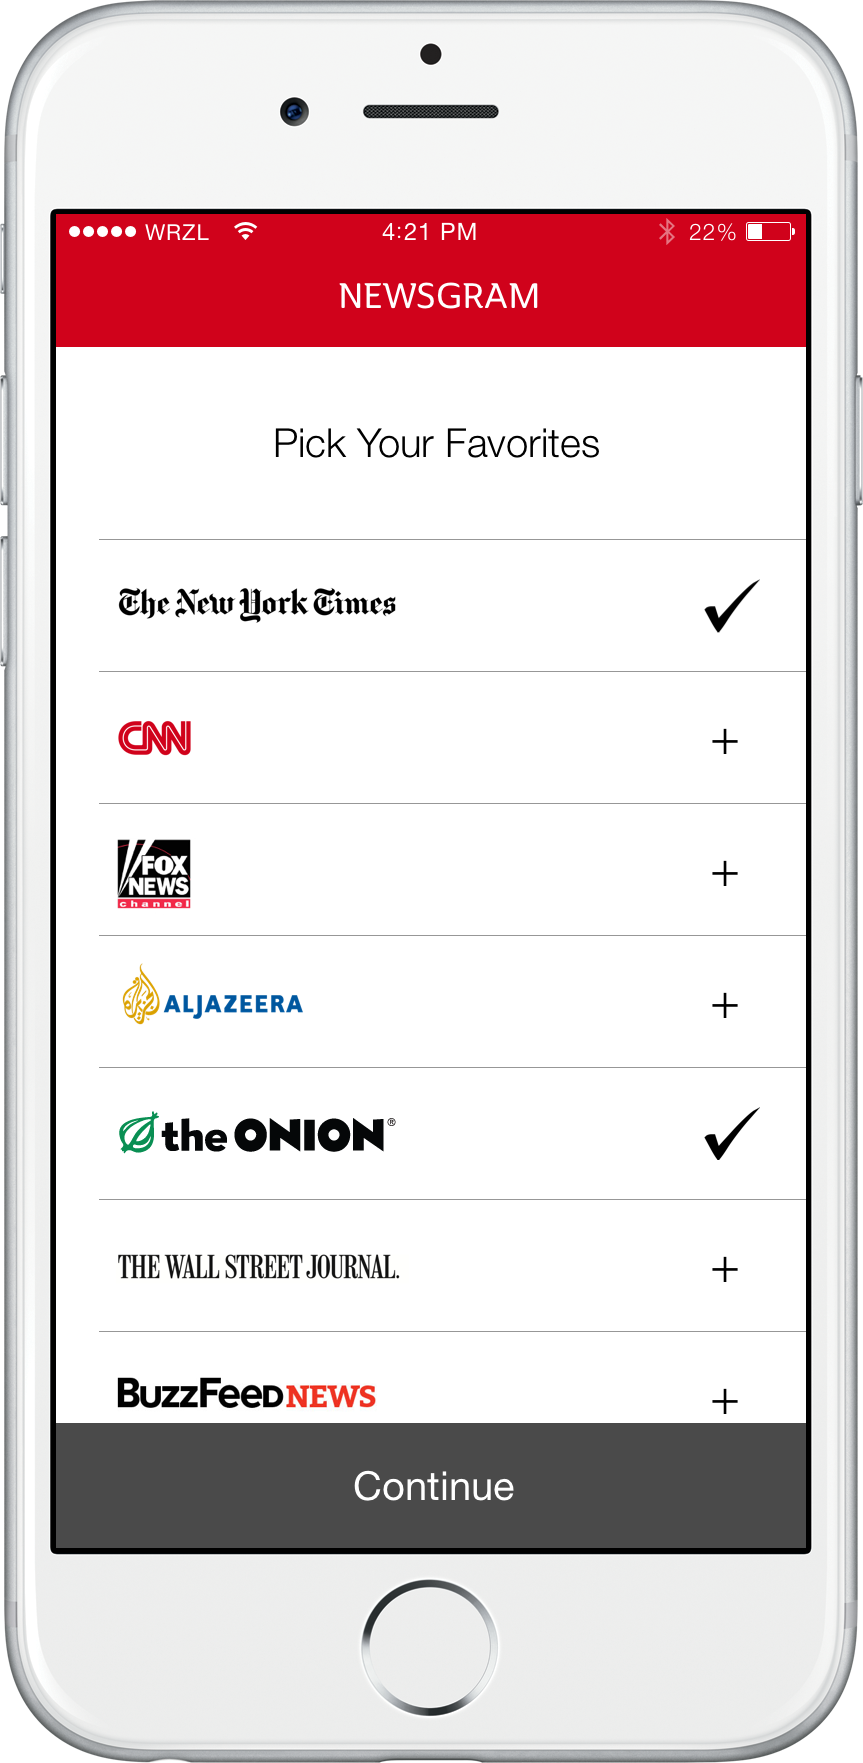 WRZL 4:21 PM 22%
NEWSGRAM
Pick Your Favorites
The New York Times
CNN
+
FOX
NEWS
channel
+
ALJAZEERA
+
the ONION®
THE WALL STREET JOURNAL.
+
BUZZFEED NEWS
+
Continue